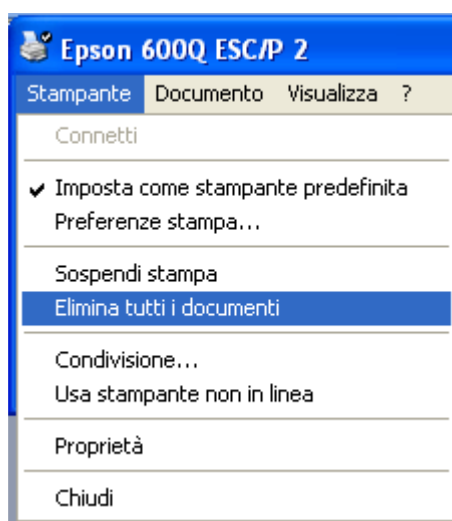 Epson 600Q ESC/P 2
Stampante Documento Visualizza ?
Connetti
Imposta come stampante predefinita
Preferenze stampa...
Sospendi stampa
Elimina tutti i documenti
Condivisione...
Usa stampante non in linea
Proprietà
Chiudi